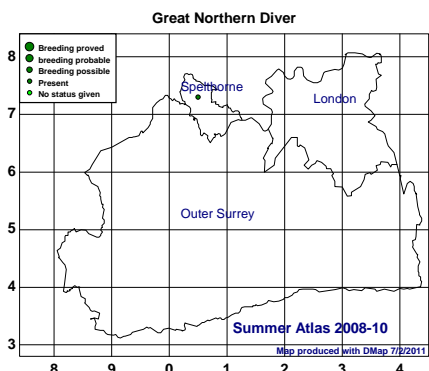 Great Northern Diver
8
Breeding proved
breeding probable
Breeding possible
Present
No status given
Spelthorne
London
7
6
Outer Surrey
5
4
Summer Atlas 2008-10
3
Map produced with DMap 7/2/2011
8 9 0 1 2 3 4